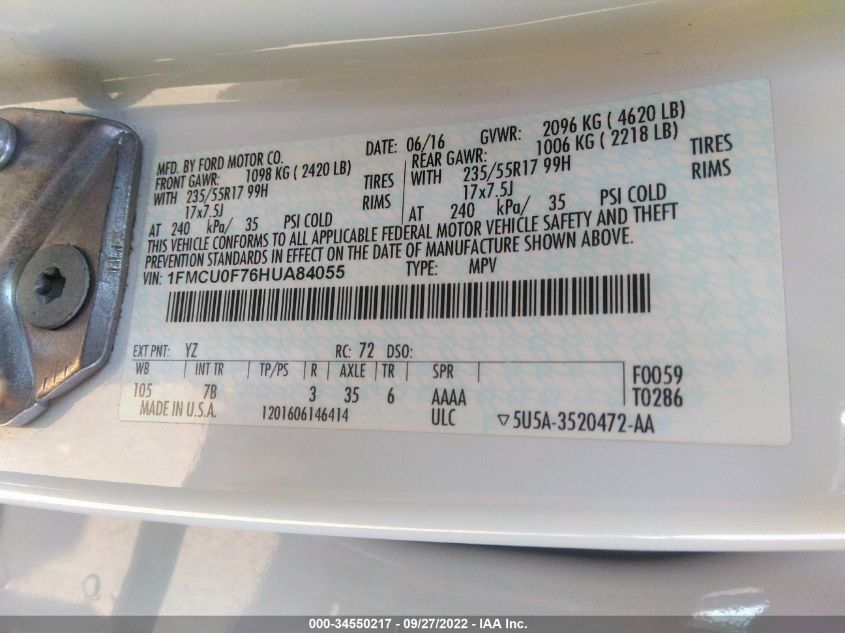 MFD. BY FORD MOTOR CO. DATE: 06/16 GVWR: 2096 KG ( 4620 LB)
FRONT GAWR: 1098 KG ( 2420 LB) REAR GAWR: 1006 KG ( 2218 LB)
WITH 235/55R17 99H TIRES WITH 235/55R17 99H TIRES
17x7.5J RIMS 17x7.5J RIMS
AT 240 kPa/ 35 PSI COLD AT 240 kPa/ 35 PSI COLD
THIS VEHICLE CONFORMS TO ALL APPLICABLE FEDERAL MOTOR VEHICLE SAFETY AND THEFT
PREVENTION STANDARDS IN EFFECT ON THE DATE OF MANUFACTURE SHOWN ABOVE.
VIN: 1FMCU0F76HUA84055 TYPE: MPV
EXT PNT: YZ RC: 72 DSO:
WB INT TR TP/PS R AXLE TR SPR F0059
105 7B 3 35 6 AAAA T0286
MADE IN U.S.A. 1201606146414 ULC ▽5U5A-3520472-AA
000-34550217 - 09/27/2022 - IAA Inc.